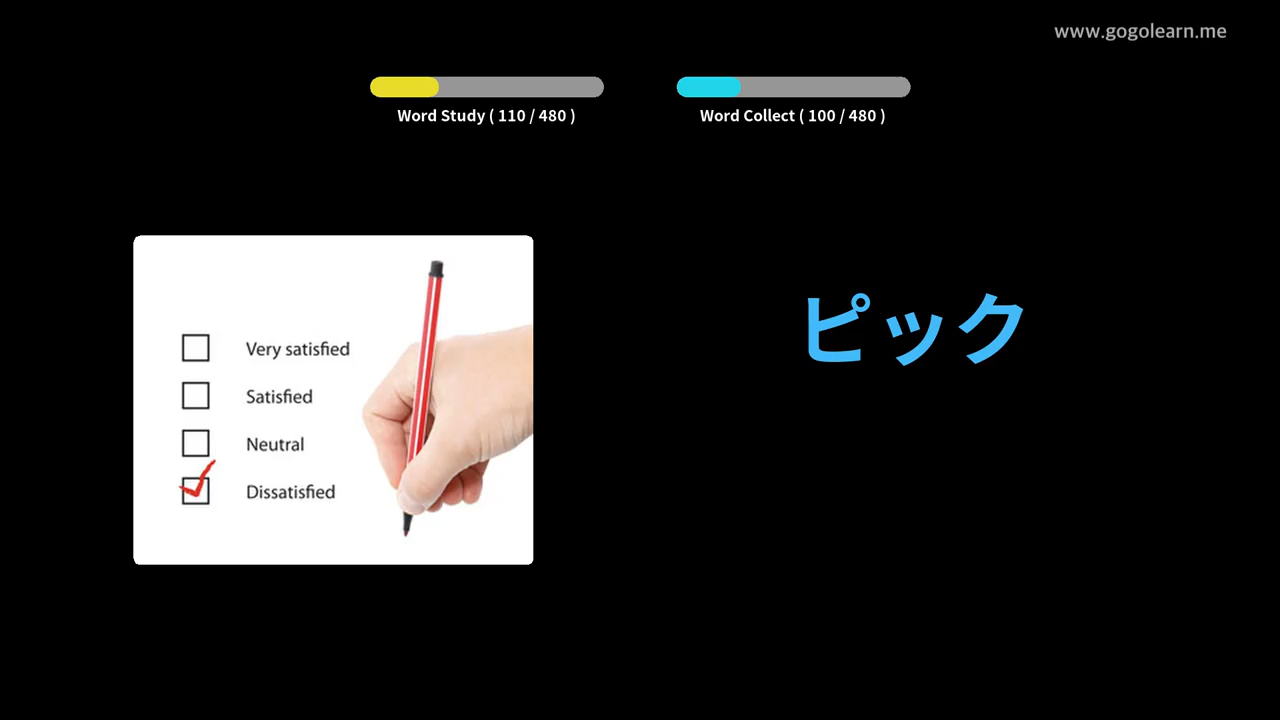 www.gogolearn.me
Word Study ( 110 / 480 )
Word Collect ( 100 / 480 )
Very satisfied
Satisfied
Neutral
Dissatisfied
ピック